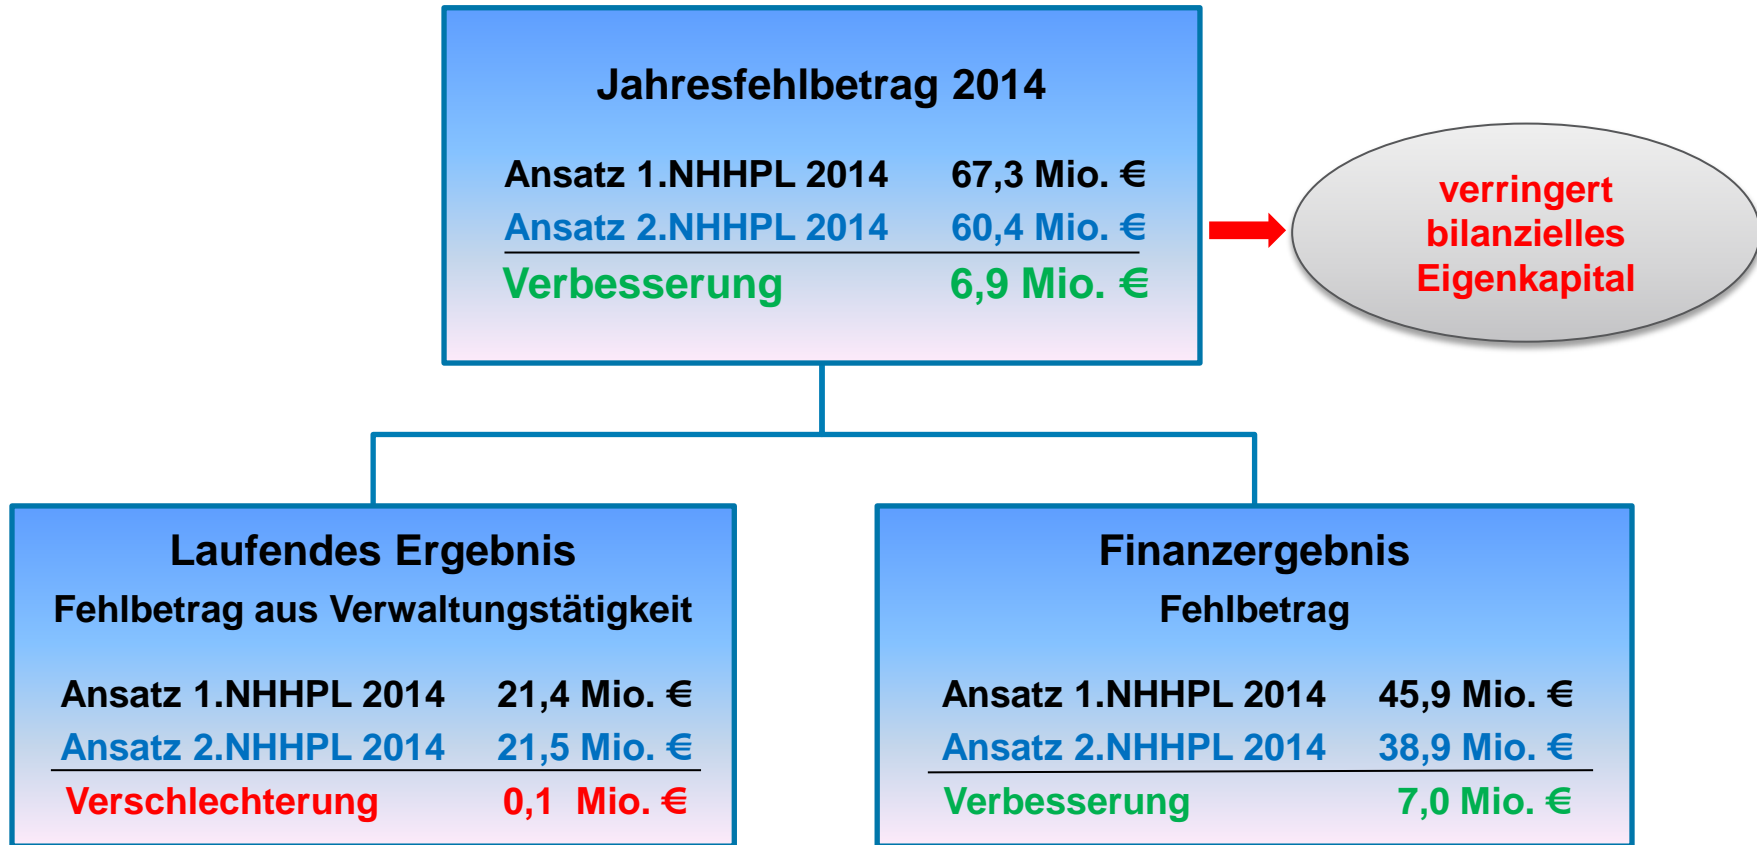 Jahresfehlbetrag 2014
Ansatz 1.NHHPL 2014 67,3 Mio. €
Ansatz 2.NHHPL 2014 60,4 Mio. €
Verbesserung 6,9 Mio. €
verringert
bilanzielles
Eigenkapital
Laufendes Ergebnis
Fehlbetrag aus Verwaltungstätigkeit
Ansatz 1.NHHPL 2014 21,4 Mio. €
Ansatz 2.NHHPL 2014 21,5 Mio. €
Verschlechterung 0,1 Mio. €
Finanzergebnis
Fehlbetrag
Ansatz 1.NHHPL 2014 45,9 Mio. €
Ansatz 2.NHHPL 2014 38,9 Mio. €
Verbesserung 7,0 Mio. €